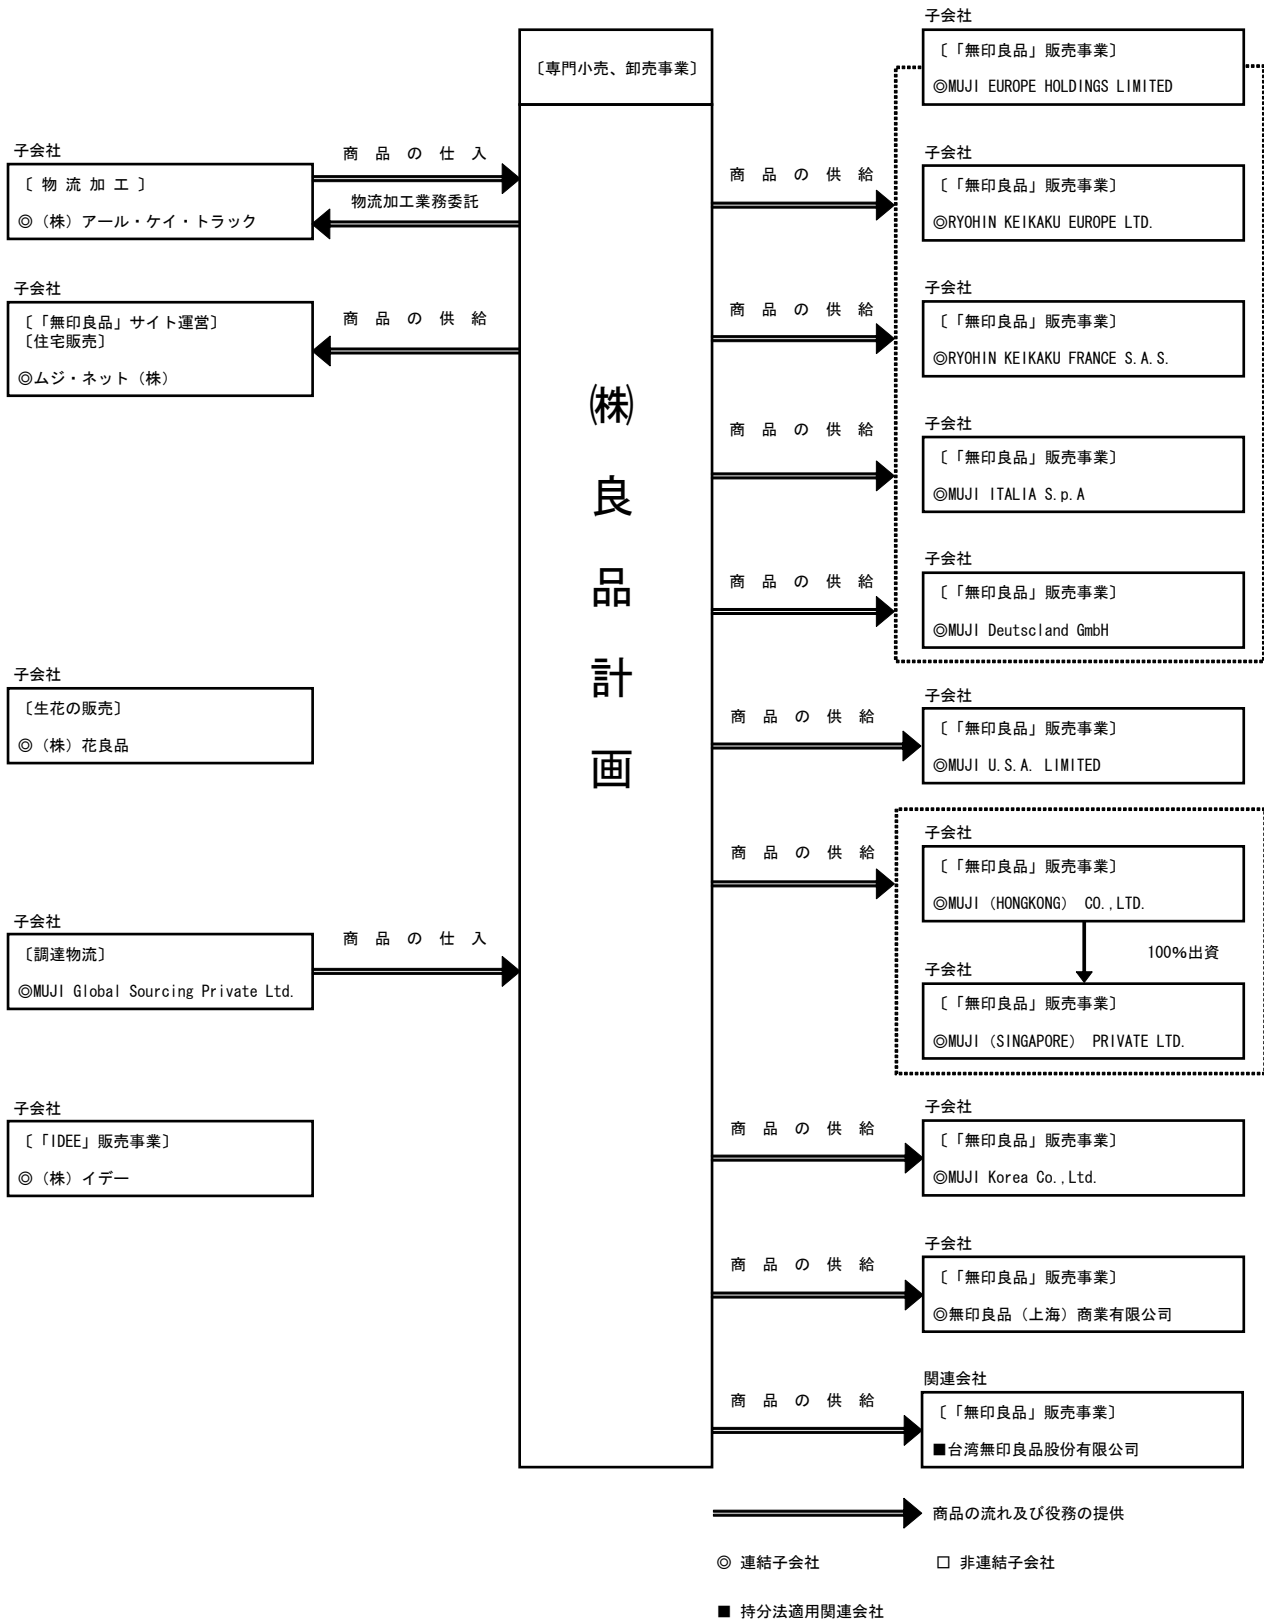 〔専門小売、卸売事業〕
㈱良品計画
子会社
〔 物 流 加 工 〕
◎（株）アール・ケイ・トラック
商 品 の 仕 入
物流加工業務委託
子会社
〔「無印良品」サイト運営〕
〔住宅販売〕
◎ムジ・ネット（株）
商 品 の 供 給
子会社
〔生花の販売〕
◎（株）花良品
子会社
〔調達物流〕
◎MUJI Global Sourcing Private Ltd.
商 品 の 仕 入
子会社
〔「IDEE」販売事業〕
◎（株）イデー
子会社
〔「無印良品」販売事業〕
◎MUJI EUROPE HOLDINGS LIMITED
商 品 の 供 給
子会社
〔「無印良品」販売事業〕
◎RYOHIN KEIKAKU EUROPE LTD.
商 品 の 供 給
子会社
〔「無印良品」販売事業〕
◎RYOHIN KEIKAKU FRANCE S.A.S.
商 品 の 供 給
子会社
〔「無印良品」販売事業〕
◎MUJI ITALIA S.p.A
商 品 の 供 給
子会社
〔「無印良品」販売事業〕
◎MUJI Deutscland GmbH
商 品 の 供 給
子会社
〔「無印良品」販売事業〕
◎MUJI U.S.A. LIMITED
商 品 の 供 給
子会社
〔「無印良品」販売事業〕
◎MUJI（HONGKONG） CO.,LTD.
100%出資
子会社
〔「無印良品」販売事業〕
◎MUJI（SINGAPORE） PRIVATE LTD.
商 品 の 供 給
子会社
〔「無印良品」販売事業〕
◎MUJI Korea Co.,Ltd.
商 品 の 供 給
子会社
〔「無印良品」販売事業〕
◎無印良品（上海）商業有限公司
商 品 の 供 給
関連会社
〔「無印良品」販売事業〕
■台湾無印良品股份有限公司
商品の流れ及び役務の提供
◎ 連結子会社
□ 非連結子会社
■ 持分法適用関連会社